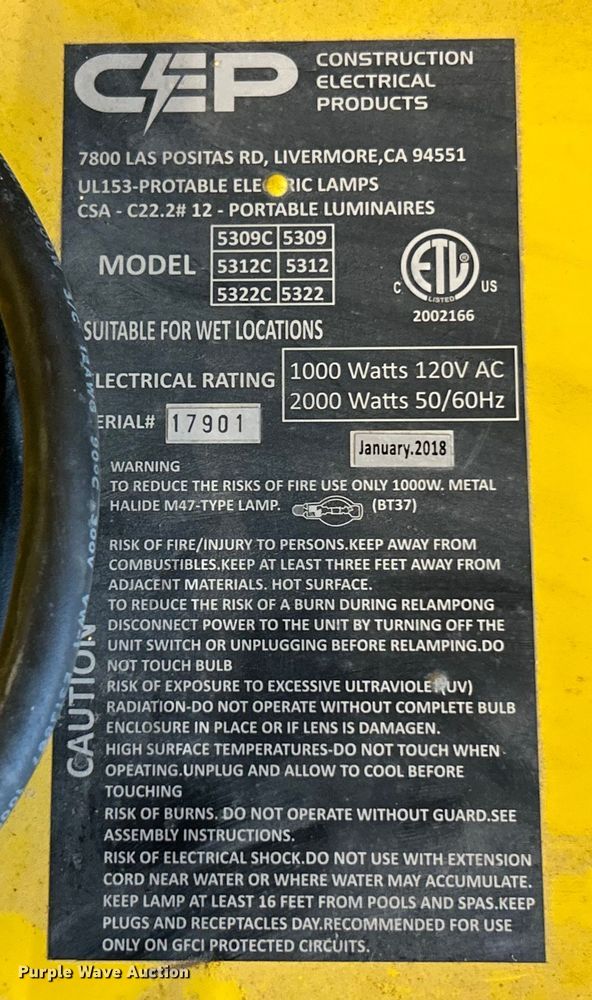 CEP CONSTRUCTION
ELECTRICAL
PRODUCTS
7800 LAS POSITAS RD, LIVERMORE,CA 94551
UL153-PROTABLE ELE RIC LAMPS
CSA - C22.2# 12 - PORTABLE LUMINAIRES
MODEL
5309C 5309
5312C 5312
5322C 5322
C ETL US
LISTED
2002166
SUITABLE FOR WET LOCATIONS
LECTRICAL RATING
1000 Watts 120V AC
2000 Watts 50/60Hz
ERIAL# 17901
January.2018
WARNING
TO REDUCE THE RISKS OF FIRE USE ONLY 1000W. METAL
HALIDE M47-TYPE LAMP. (BT37)
CAUTION
RISK OF FIRE/INJURY TO PERSONS.KEEP AWAY FROM
COMBUSTIBLES.KEEP AT LEAST THREE FEET AWAY FROM
ADJACENT MATERIALS. HOT SURFACE.
TO REDUCE THE RISK OF A BURN DURING RELAMPONG
DISCONNECT POWER TO THE UNIT BY TURNING OFF THE
UNIT SWITCH OR UNPLUGGING BEFORE RELAMPING.DO
NOT TOUCH BULB
RISK OF EXPOSURE TO EXCESSIVE ULTRAVIOLE (UV)
RADIATION-DO NOT OPERATE WITHOUT COMPLETE BULB
ENCLOSURE IN PLACE OR IF LENS IS DAMAGEN.
HIGH SURFACE TEMPERATURES-DO NOT TOUCH WHEN
OPEATING.UNPLUG AND ALLOW TO COOL BEFORE
TOUCHING
RISK OF BURNS. DO NOT OPERATE WITHOUT GUARD.SEE
ASSEMBLY INSTRUCTIONS.
RISK OF ELECTRICAL SHOCK.DO NOT USE WITH EXTENSION
CORD NEAR WATER OR WHERE WATER MAY ACCUMULATE.
KEEP LAMP AT LEAST 16 FEET FROM POOLS AND SPAS.KEEP
PLUGS AND RECEPTACLES DAY.RECOMMENDED FOR USE
ONLY ON GFCI PROTECTED CIRCUITS.
Purple Wave Auction